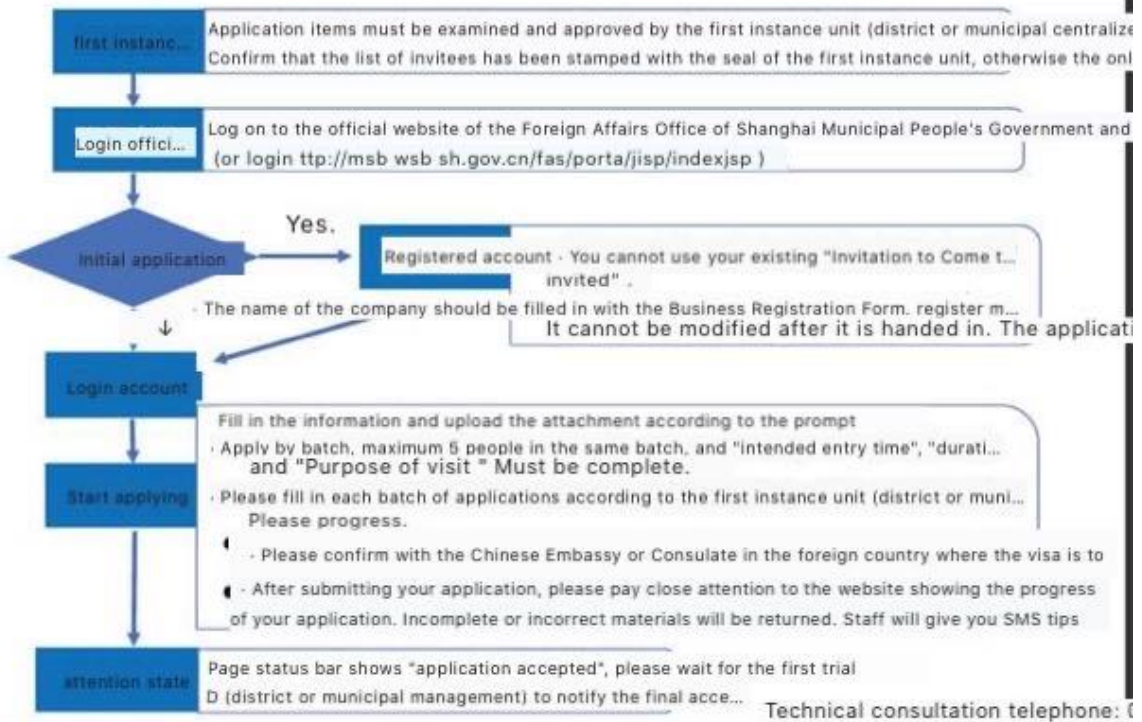 first instanc...
Application items must be examined and approved by the first instance unit (district or municipal centralize
Confirm that the list of invitees has been stamped with the seal of the first instance unit, otherwise the onl
Login offici...
Log on to the official website of the Foreign Affairs Office of Shanghai Municipal People's Government and
(or login ttp://msb wsb sh.gov.cn/fas/porta/jisp/indexjsp )
Yes.
Initial application
Registered account · You cannot use your existing "Invitation to Come t...
invited" .
· The name of the company should be filled in with the Business Registration Form. register m...
It cannot be modified after it is handed in. The applicati
↓
Login account
Fill in the information and upload the attachment according to the prompt
· Apply by batch, maximum 5 people in the same batch, and "intended entry time", "durati...
and "Purpose of visit " Must be complete.
Start applying
· Please fill in each batch of applications according to the first instance unit (district or muni...
Please progress.
· Please confirm with the Chinese Embassy or Consulate in the foreign country where the visa is to
· After submitting your application, please pay close attention to the website showing the progress
of your application. Incomplete or incorrect materials will be returned. Staff will give you SMS tips
attention state
Page status bar shows "application accepted", please wait for the first trial
D (district or municipal management) to notify the final acce...
Technical consultation telephone: